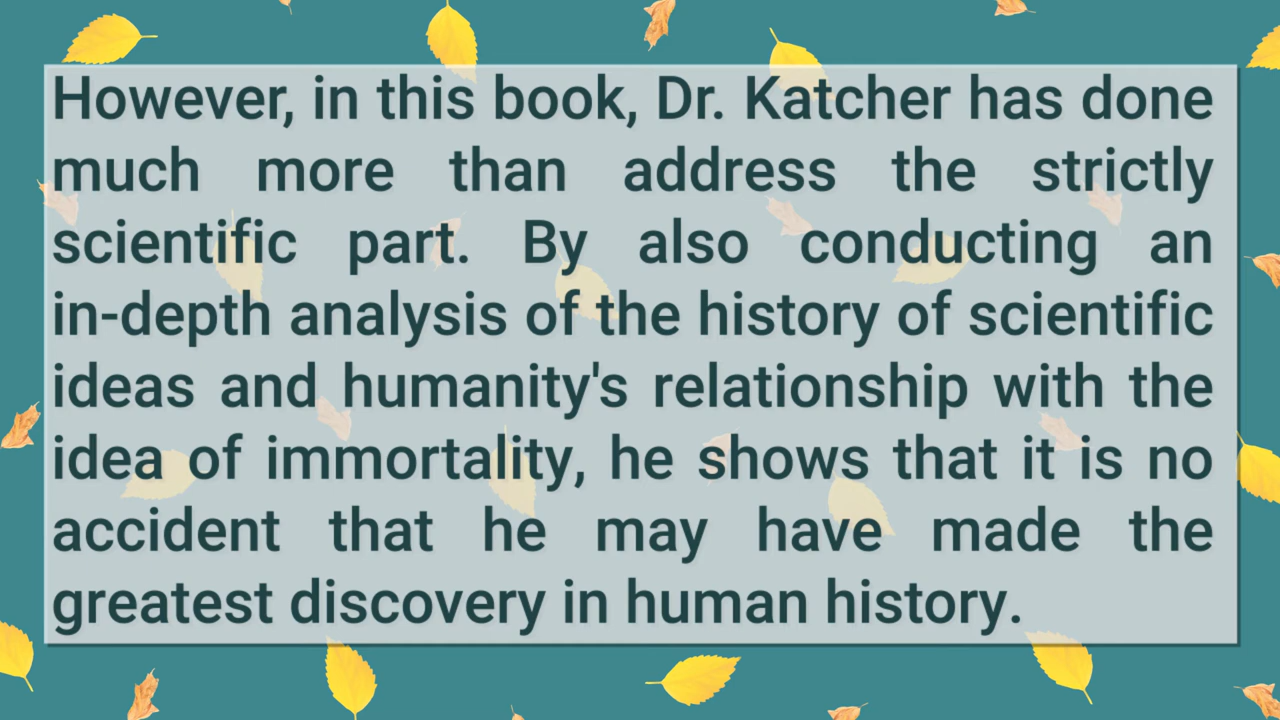 However, in this book, Dr. Katcher has done
much more than address the strictly
scientific part. By also conducting an
in-depth analysis of the history of scientific
ideas and humanity's relationship with the
idea of immortality, he shows that it is no
accident that he may have made the
greatest discovery in human history.